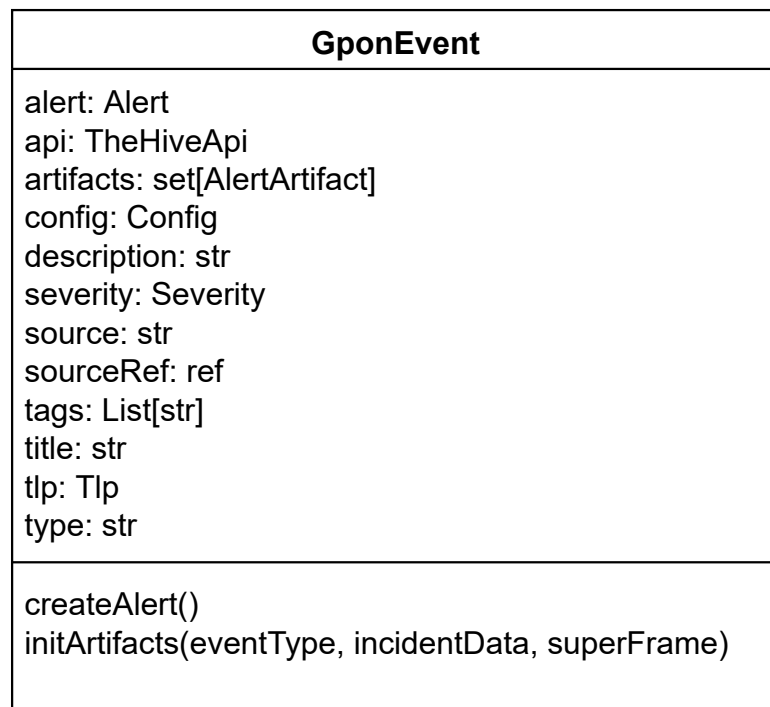 GponEvent
alert: Alert
api: TheHiveApi
artifacts: set[AlertArtifact]
config: Config
description: str
severity: Severity
source: str
sourceRef: ref
tags: List[str]
title: str
tlp: Tlp
type: str
createAlert()
initArtifacts(eventType, incidentData, superFrame)